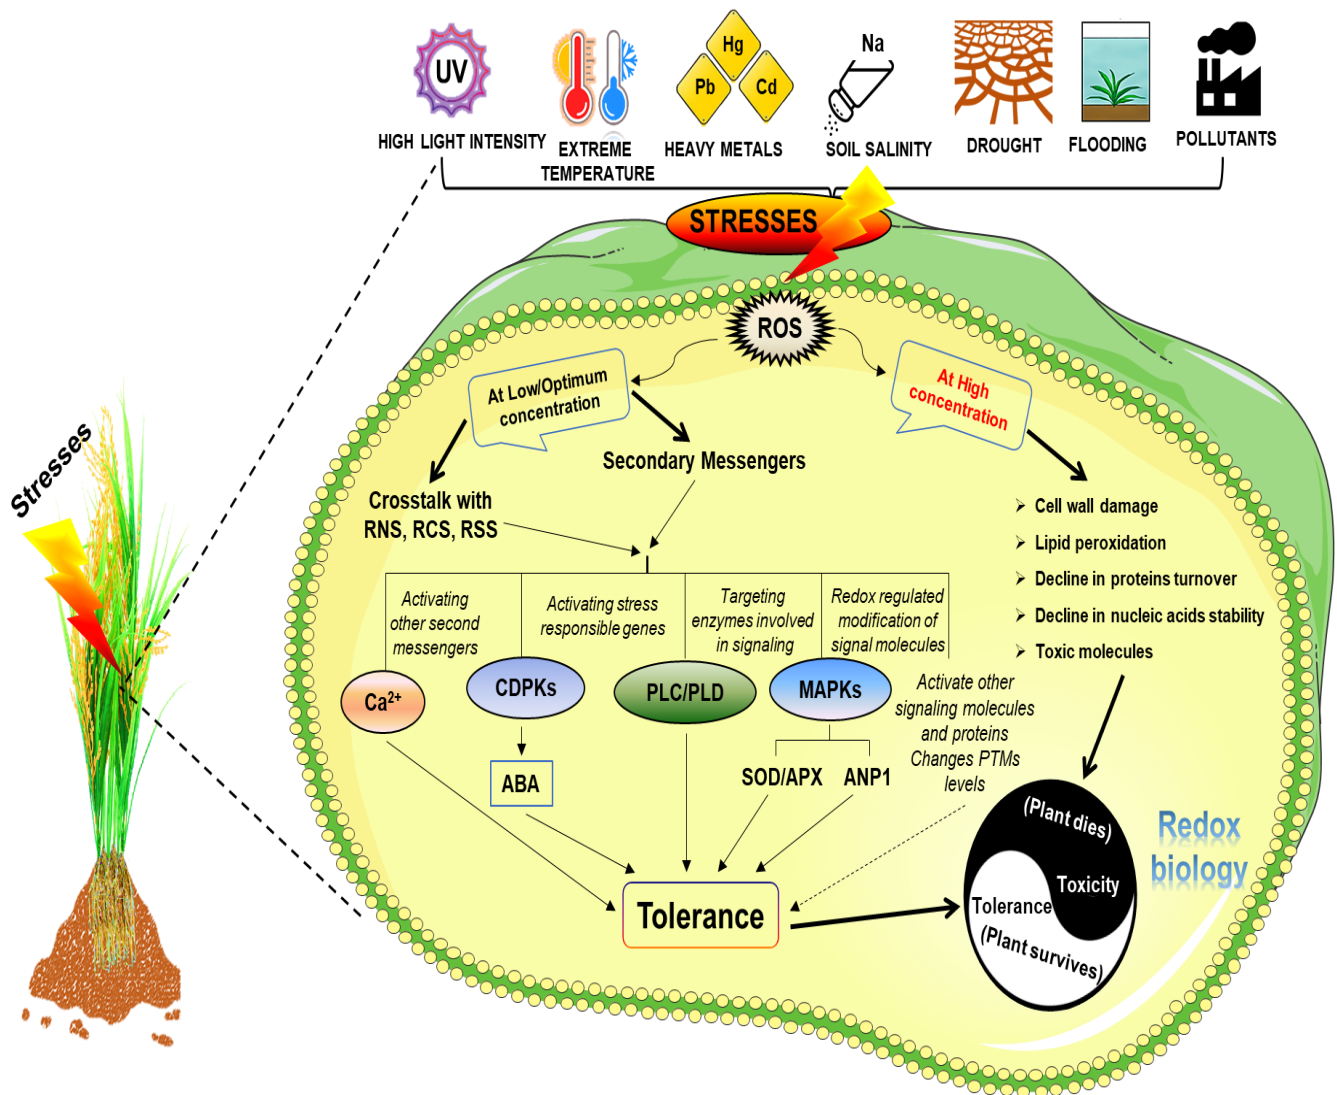 UV
Hg
Pb
Cd
Na
HIGH LIGHT INTENSITY
EXTREME
TEMPERATURE
HEAVY METALS
SOIL SALINITY
DROUGHT
FLOODING
POLLUTANTS
STRESSES
ROS
At Low/Optimum
concentration
At High
concentration
Stresses
Secondary Messengers
Crosstalk with
RNS, RCS, RSS
➢ Cell wall damage
➢ Lipid peroxidation
➢ Decline in proteins turnover
➢ Decline in nucleic acids stability
➢ Toxic molecules
Activating
other second
messengers
Activating stress
responsible genes
Targeting
enzymes involved
in signaling
Redox regulated
modification of
signal molecules
Ca²⁺
CDPKs
PLC/PLD
MAPKs
Activate other
signaling molecules
and proteins
Changes PTMs
levels
ABA
SOD/APX
ANP1
Tolerance
(Plant dies)
Toxicity
Tolerance
(Plant survives)
Redox
biology